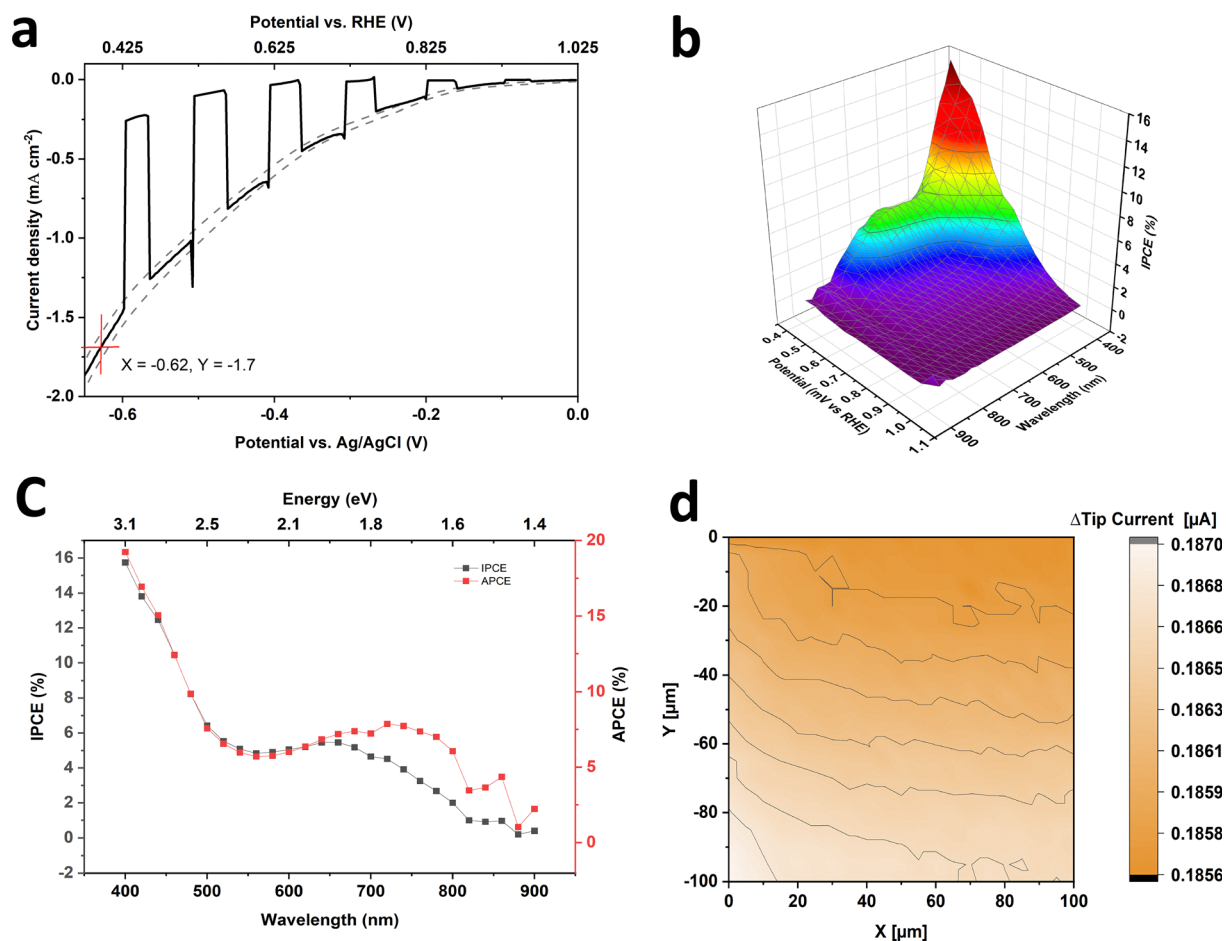 a
Potential vs. RHE (V)
0.425 0.625 0.825 1.025
0.0
-0.5
-1.0
-1.5
-2.0
Current density (mA cm-2)
X = -0.62, Y = -1.7
-0.6 -0.4 -0.2 0.0
Potential vs. Ag/AgCl (V)
b
16
14
12
10
8
6
4
2
0
-2
IPCE (%)
0.4 0.5 0.6 0.7 0.8 0.9 1.0 1.1
Potential (mV vs RHE)
400 500 600 700 800 900
Wavelength (nm)
C
Energy (eV)
3.1 2.5 2.1 1.8 1.6 1.4
16
14
12
10
8
6
4
2
0
-2
IPCE (%)
IPCE
APCE
20
15
10
5
0
APCE (%)
400 500 600 700 800 900
Wavelength (nm)
d
ΔTip Current [µA]
0
-20
-40
-60
-80
-100
Y [µm]
0 20 40 60 80 100
X [µm]
0.1870
0.1868
0.1866
0.1865
0.1863
0.1861
0.1860
0.1858
0.1856